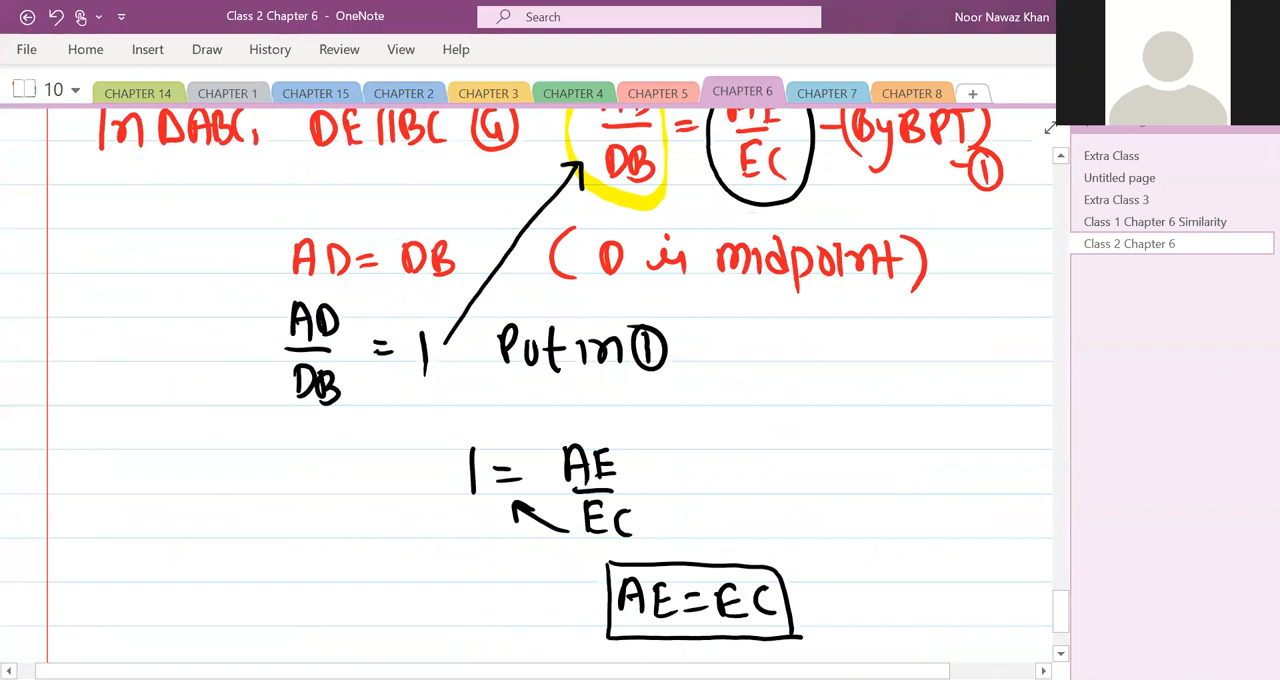 Class 2 Chapter 6 - OneNote
Search
Noor Nawaz Khan
File Home Insert Draw History Review View Help
10 CHAPTER 14 CHAPTER 1 CHAPTER 15 CHAPTER 2 CHAPTER 3 CHAPTER 4 CHAPTER 5 CHAPTER 6 CHAPTER 7 CHAPTER 8 +
Extra Class
Untitled page
Extra Class 3
Class 1 Chapter 6 Similarity
Class 2 Chapter 6
In ΔABC, DE||BC (G)
DB = AE/EC -(By BPT) -①
AD = DB (D is midpoint)
AD/DB = 1 Put in ①
1 = AE/EC
AE = EC